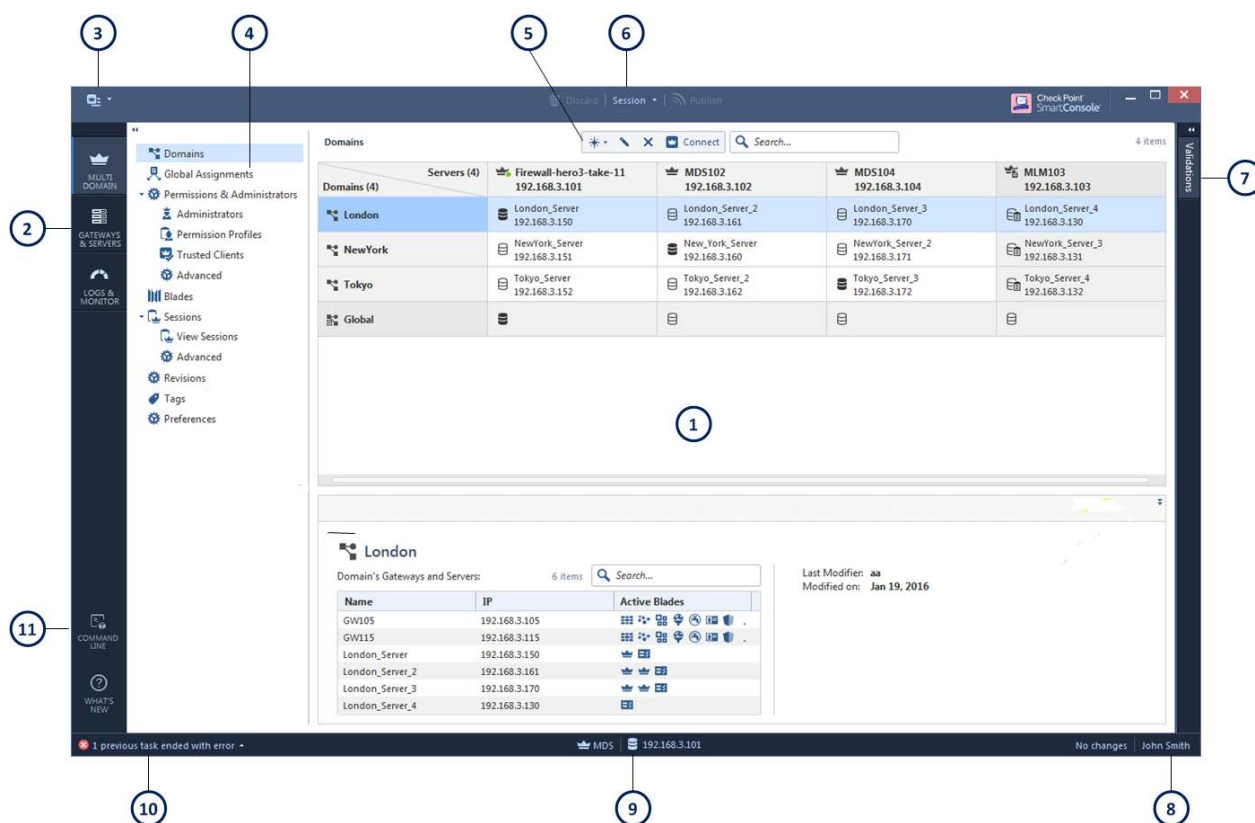 3
4
5
6
Discard | Session | Publish
Check Point
SmartConsole
MULTI
DOMAIN
2
GATEWAYS
& SERVERS
LOGS &
MONITOR
11
COMMAND
LINE
WHAT'S
NEW
Domains
Global Assignments
Permissions & Administrators
Administrators
Permission Profiles
Trusted Clients
Advanced
Blades
Sessions
View Sessions
Advanced
Revisions
Tags
Preferences
Domains Connect Search... 4 items
Servers (4)
Domains (4)
Firewall-hero3-take-11
192.168.3.101
MDS102
192.168.3.102
MDS104
192.168.3.104
MLM103
192.168.3.103
London
London_Server
192.168.3.150
London_Server_2
192.168.3.161
London_Server_3
192.168.3.170
London_Server_4
192.168.3.130
NewYork
NewYork_Server
192.168.3.151
New_York_Server
192.168.3.160
NewYork_Server_2
192.168.3.171
NewYork_Server_3
192.168.3.131
Tokyo
Tokyo_Server
192.168.3.152
Tokyo_Server_2
192.168.3.162
Tokyo_Server_3
192.168.3.172
Tokyo_Server_4
192.168.3.132
Global
1
Validations
7
London
Domain's Gateways and Servers: 6 items Search...
Name IP Active Blades
GW105 192.168.3.105
GW115 192.168.3.115
London_Server 192.168.3.150
London_Server_2 192.168.3.161
London_Server_3 192.168.3.170
London_Server_4 192.168.3.130
Last Modifier: aa
Modified on: Jan 19, 2016
1 previous task ended with error
MDS 192.168.3.101
No changes John Smith
10
9
8